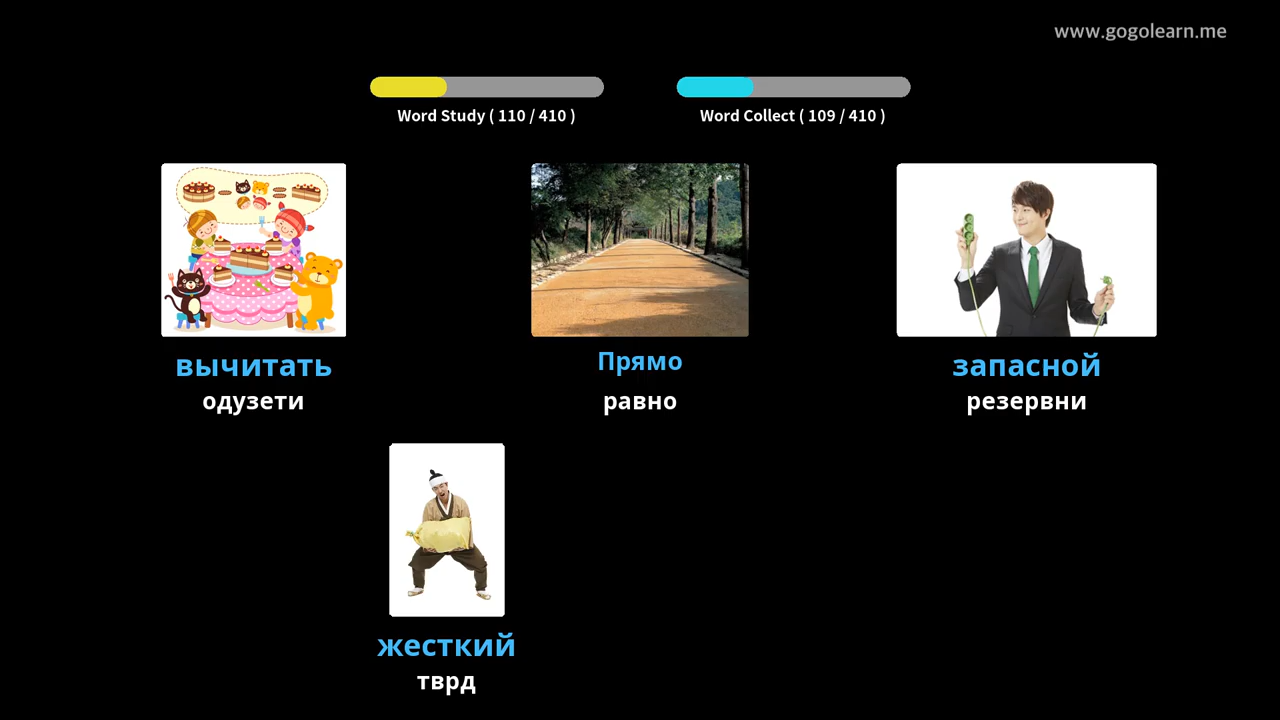 www.gogolearn.me
Word Study ( 110 / 410 )
Word Collect ( 109 / 410 )
вычитать
одузети
Прямо
равно
запасной
резервни
жесткий
тврд